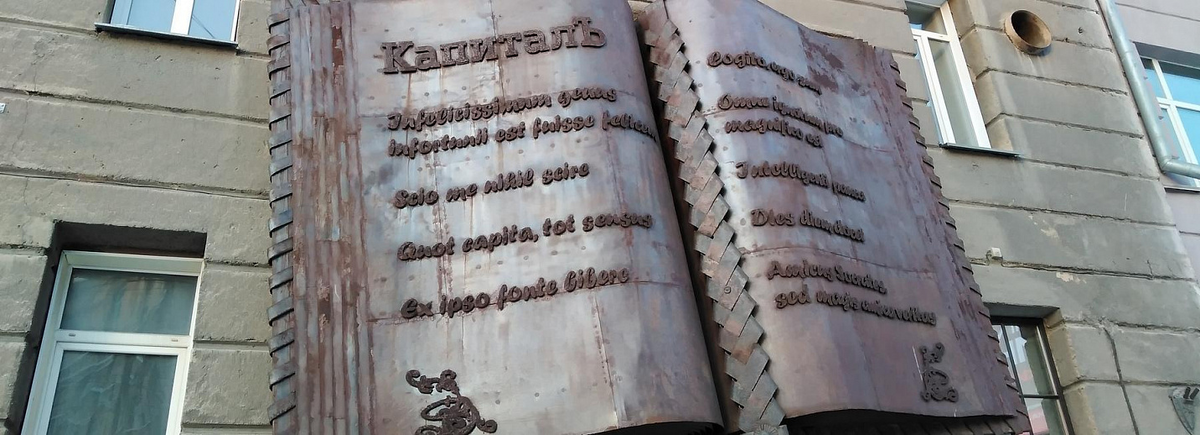 КапиталЪ
Infelicissimum genus
infortunii est fuisse felicem
Scio me nihil scire
Quot capita, tot sensus
Ex ipso fonte bibere
Cogito, ergo sum
Omne ignotum pro
magnifico est
Intelligenti pauca
Dies diem docet
Amicus Socrates
sed magis amica veritas